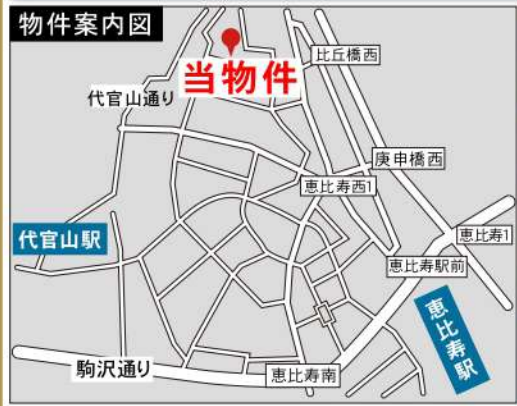 物件案内図
当物件
比丘橋西
代官山通り
庚申橋西
恵比寿西1
代官山駅
恵比寿1
恵比寿駅前
恵比寿駅
駒沢通り
恵比寿南